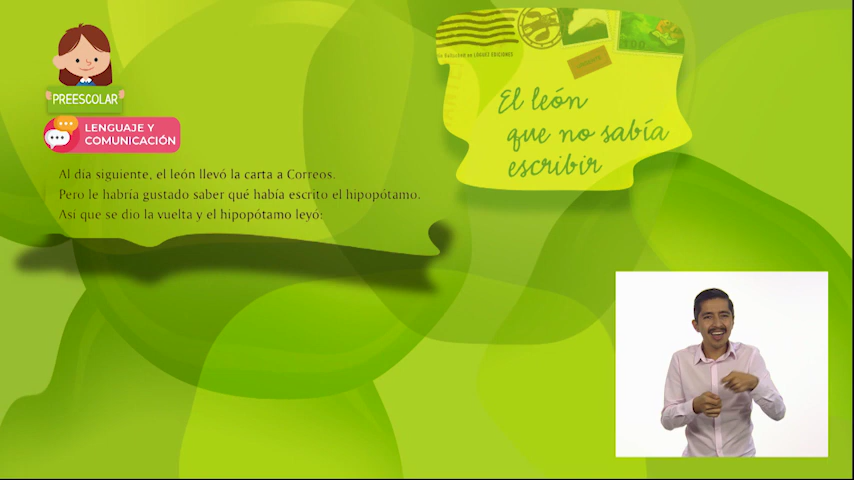 PREESCOLAR
LENGUAJE Y
COMUNICACIÓN
Al día siguiente, el león llevó la carta a Correos.
Pero le habría gustado saber qué había escrito el hipopótamo.
Así que se dio la vuelta y el hipopótamo leyó:
El león
que no sabía
escribir